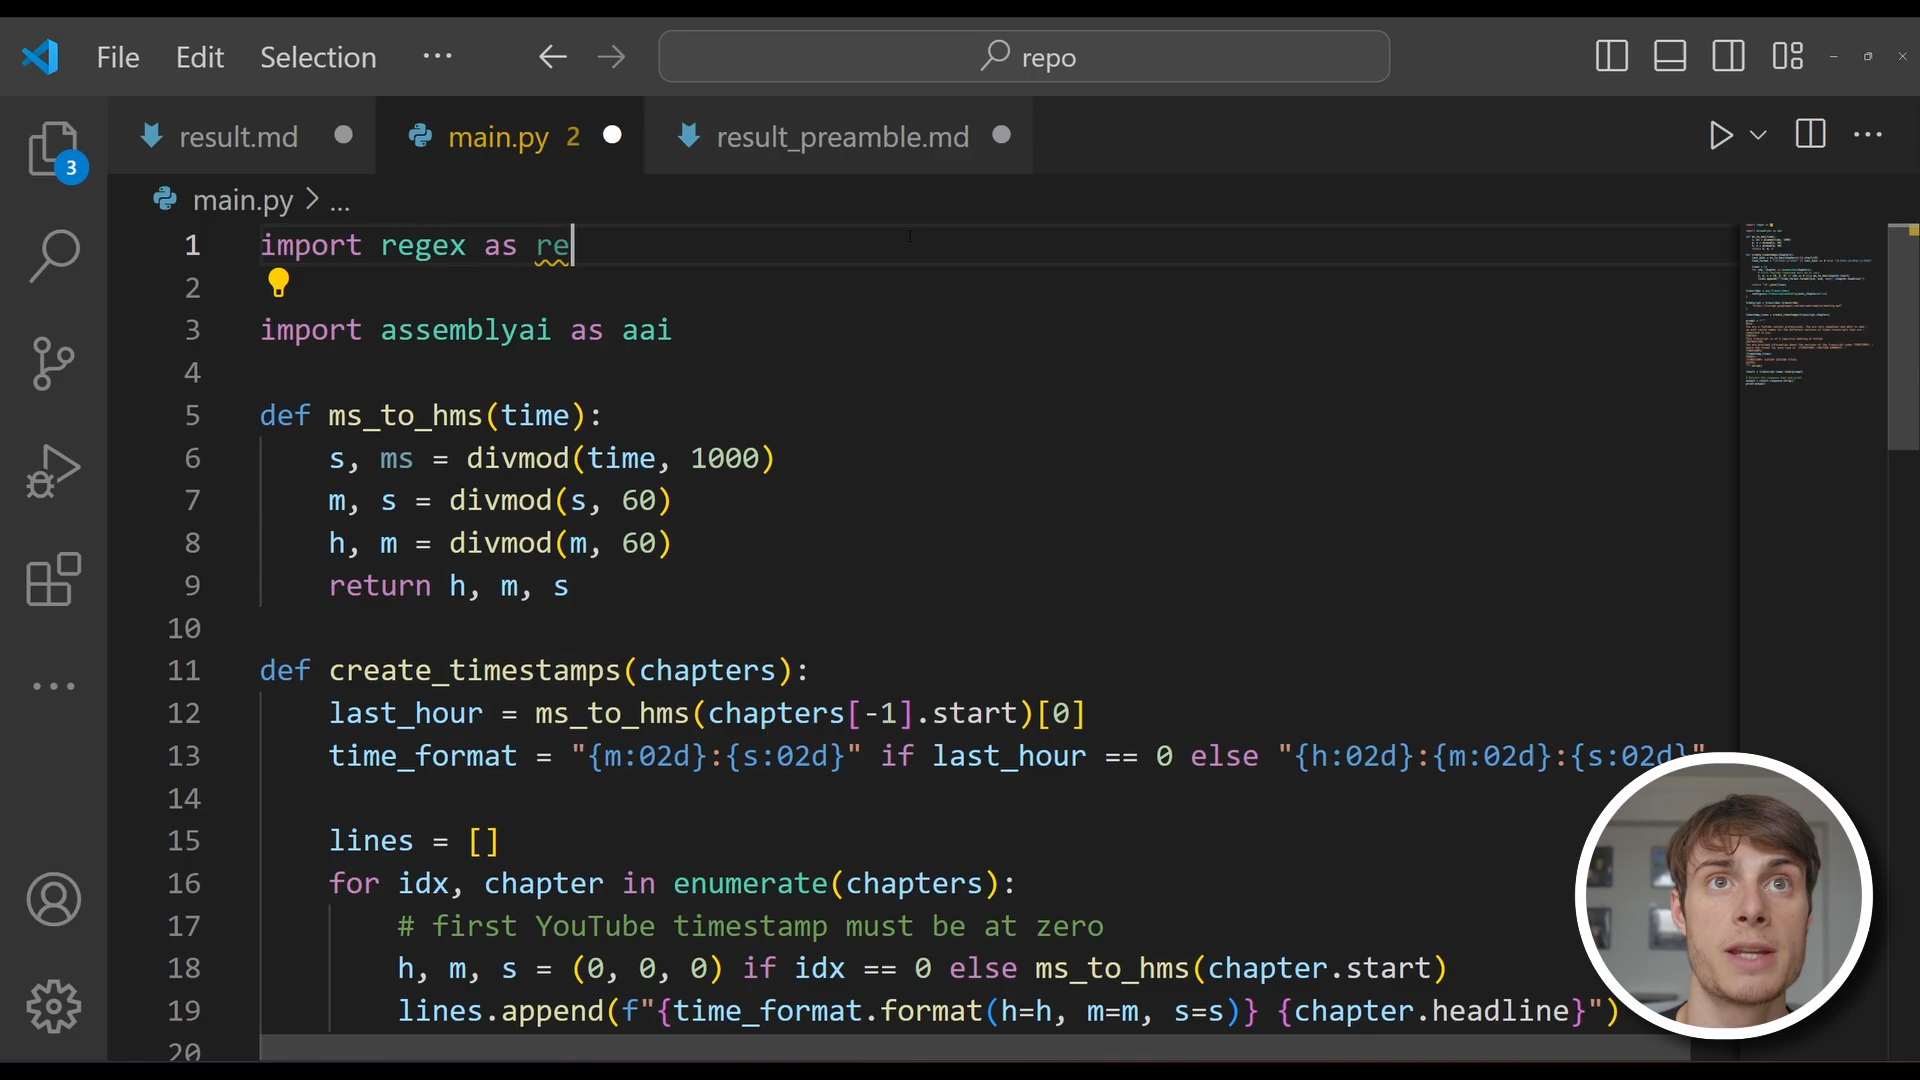 File Edit Selection ··· repo
result.md main.py 2 result_preamble.md
3
main.py > ...
1 import regex as re
2
3 import assemblyai as aai
4
5 def ms_to_hms(time):
6 s, ms = divmod(time, 1000)
7 m, s = divmod(s, 60)
8 h, m = divmod(m, 60)
9 return h, m, s
10
11 def create_timestamps(chapters):
12 last_hour = ms_to_hms(chapters[-1].start)[0]
13 time_format = "{m:02d}:{s:02d}" if last_hour == 0 else "{h:02d}:{m:02d}:{s:02d}"
14
15 lines = []
16 for idx, chapter in enumerate(chapters):
17 # first YouTube timestamp must be at zero
18 h, m, s = (0, 0, 0) if idx == 0 else ms_to_hms(chapter.start)
19 lines.append(f"{time_format.format(h=h, m=m, s=s)} {chapter.headline}")
20